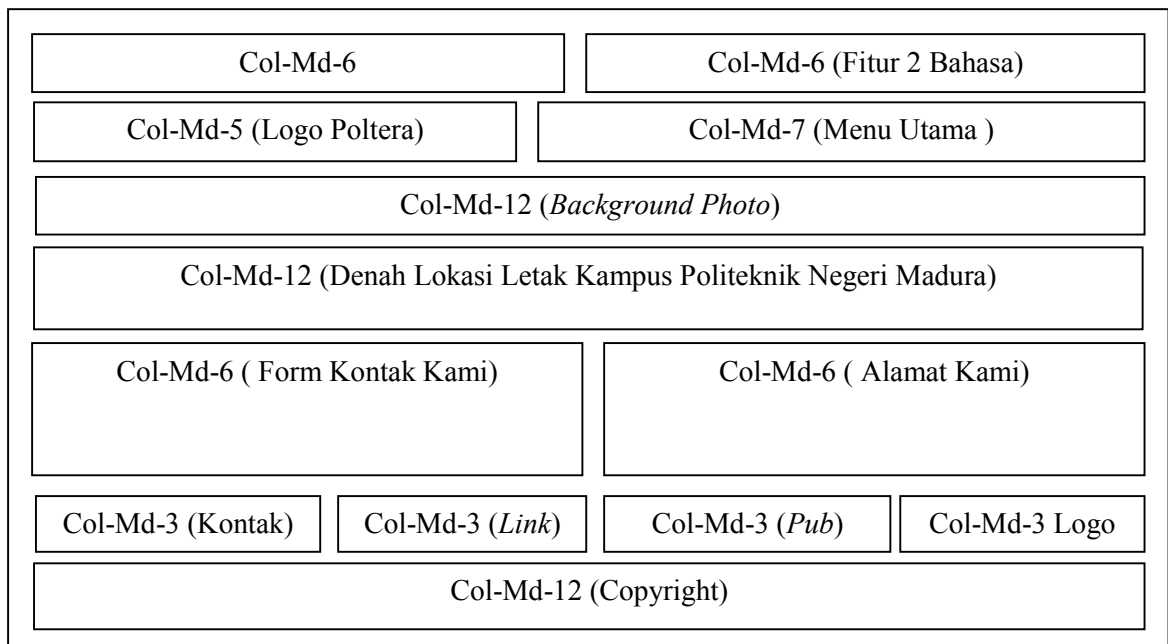 Col-Md-6
Col-Md-6 (Fitur 2 Bahasa)
Col-Md-5 (Logo Poltera)
Col-Md-7 (Menu Utama )
Col-Md-12 (Background Photo)
Col-Md-12 (Denah Lokasi Letak Kampus Politeknik Negeri Madura)
Col-Md-6 ( Form Kontak Kami)
Col-Md-6 ( Alamat Kami)
Col-Md-3 (Kontak)
Col-Md-3 (Link)
Col-Md-3 (Pub)
Col-Md-3 Logo
Col-Md-12 (Copyright)